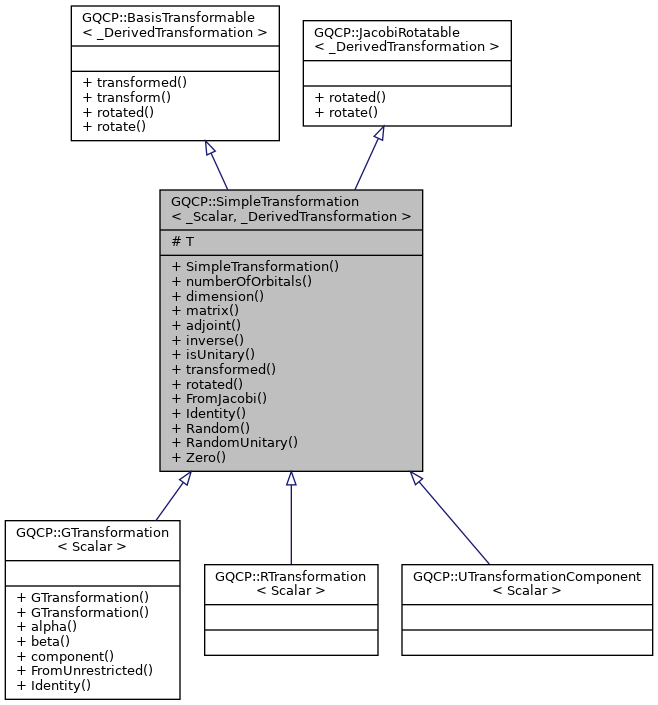 GQCP::BasisTransformable
< _DerivedTransformation >
+ transformed()
+ transform()
+ rotated()
+ rotate()
GQCP::JacobiRotatable
< _DerivedTransformation >
+ rotated()
+ rotate()
GQCP::SimpleTransformation
< _Scalar, _DerivedTransformation >
# T
+ SimpleTransformation()
+ numberOfOrbitals()
+ dimension()
+ matrix()
+ adjoint()
+ inverse()
+ isUnitary()
+ transformed()
+ rotated()
+ FromJacobi()
+ Identity()
+ Random()
+ RandomUnitary()
+ Zero()
GQCP::GTransformation
< Scalar >
+ GTransformation()
+ GTransformation()
+ alpha()
+ beta()
+ component()
+ FromUnrestricted()
+ Identity()
GQCP::RTransformation
< Scalar >
GQCP::UTransformationComponent
< Scalar >